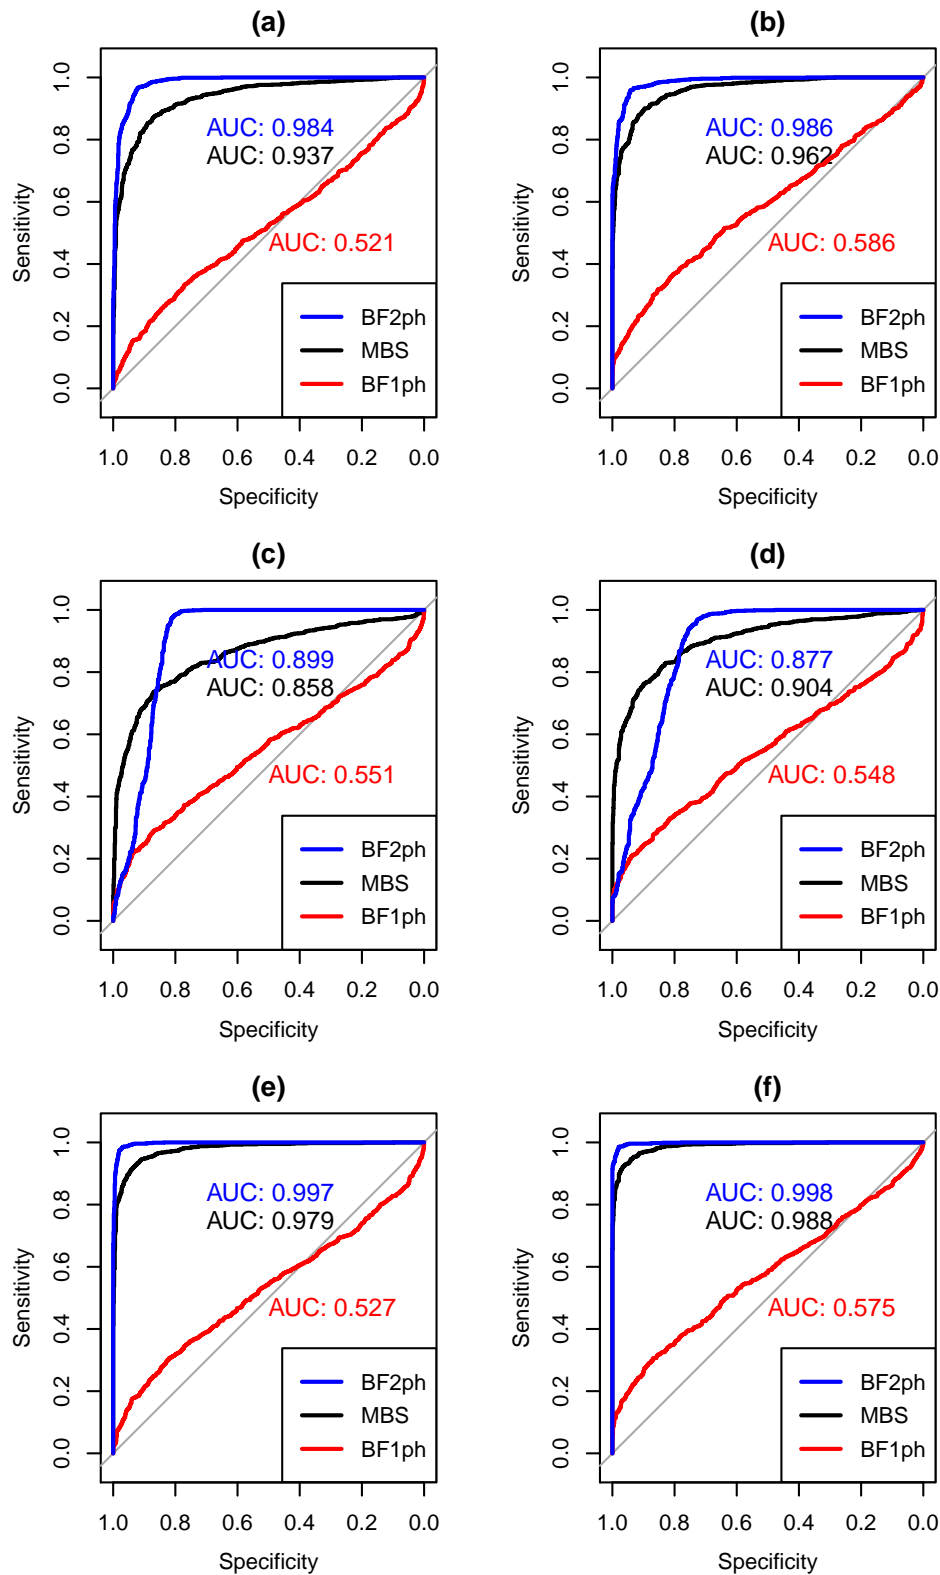 (a)
1.0
0.8
0.6
0.4
0.2
0.0
Sensitivity
AUC: 0.984
AUC: 0.937
AUC: 0.521
BF2ph
MBS
BF1ph
1.0 0.8 0.6 0.4 0.2 0.0
Specificity
(b)
1.0
0.8
0.6
0.4
0.2
0.0
Sensitivity
AUC: 0.986
AUC: 0.962
AUC: 0.586
BF2ph
MBS
BF1ph
1.0 0.8 0.6 0.4 0.2 0.0
Specificity
(c)
1.0
0.8
0.6
0.4
0.2
0.0
Sensitivity
AUC: 0.899
AUC: 0.858
AUC: 0.551
BF2ph
MBS
BF1ph
1.0 0.8 0.6 0.4 0.2 0.0
Specificity
(d)
1.0
0.8
0.6
0.4
0.2
0.0
Sensitivity
AUC: 0.877
AUC: 0.904
AUC: 0.548
BF2ph
MBS
BF1ph
1.0 0.8 0.6 0.4 0.2 0.0
Specificity
(e)
1.0
0.8
0.6
0.4
0.2
0.0
Sensitivity
AUC: 0.997
AUC: 0.979
AUC: 0.527
BF2ph
MBS
BF1ph
1.0 0.8 0.6 0.4 0.2 0.0
Specificity
(f)
1.0
0.8
0.6
0.4
0.2
0.0
Sensitivity
AUC: 0.998
AUC: 0.988
AUC: 0.575
BF2ph
MBS
BF1ph
1.0 0.8 0.6 0.4 0.2 0.0
Specificity